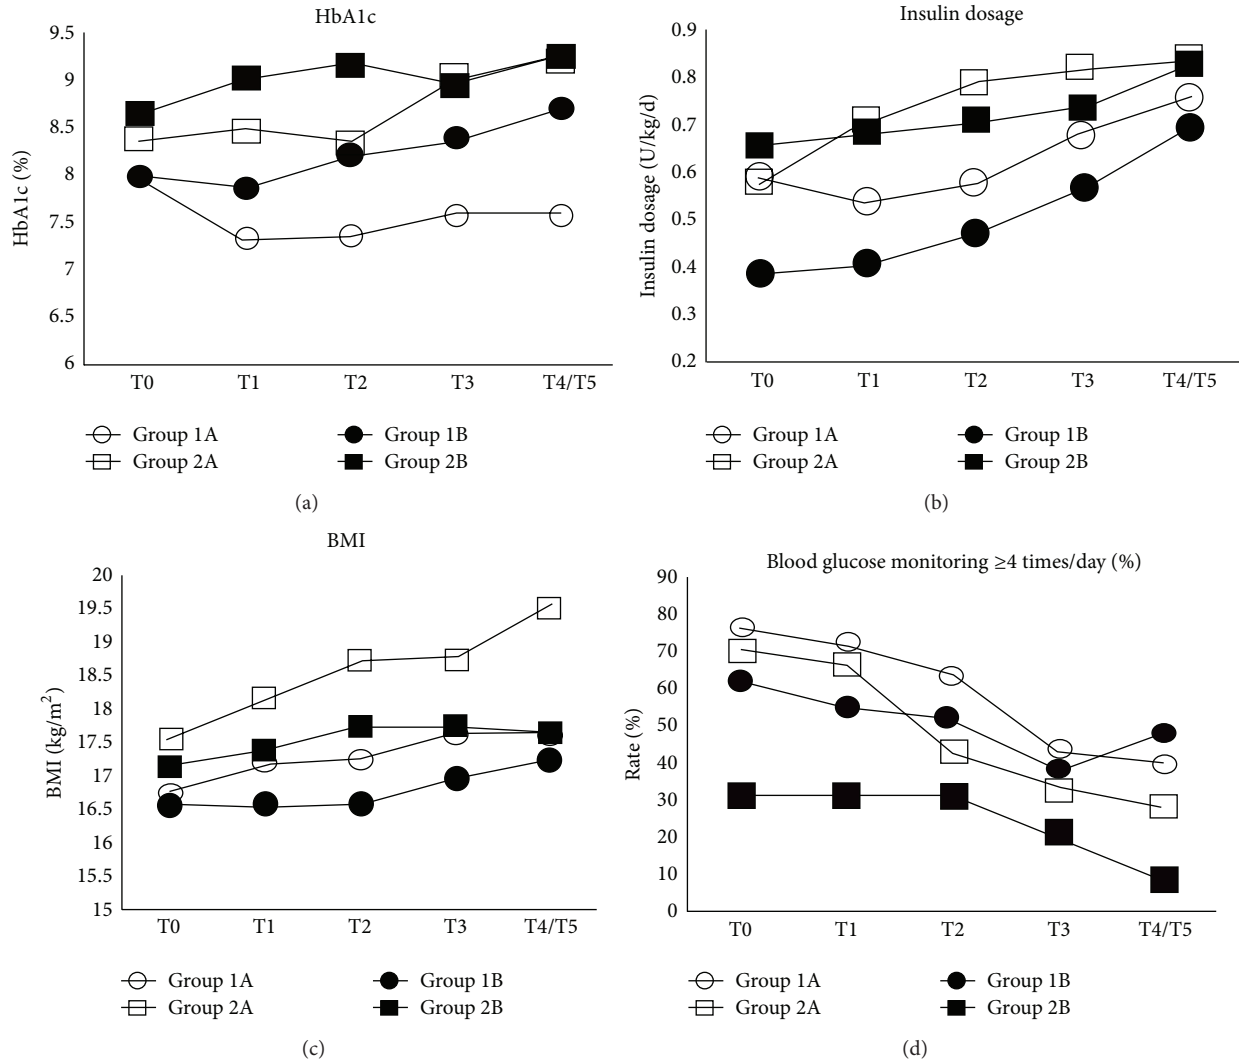 HbA1c
9.5
9
8.5
8
7.5
7
6.5
6
HbA1c (%)
T0 T1 T2 T3 T4/T5
Group 1A Group 1B
Group 2A Group 2B
(a)
Insulin dosage
0.9
0.8
0.7
0.6
0.5
0.4
0.3
0.2
Insulin dosage (U/kg/d)
T0 T1 T2 T3 T4/T5
Group 1A Group 1B
Group 2A Group 2B
(b)
BMI
20
19.5
19
18.5
18
17.5
17
16.5
16
15.5
15
BMI (kg/m²)
T0 T1 T2 T3 T4/T5
Group 1A Group 1B
Group 2A Group 2B
(c)
Blood glucose monitoring ≥4 times/day (%)
90
80
70
60
50
40
30
20
10
0
Rate (%)
T0 T1 T2 T3 T4/T5
Group 1A Group 1B
Group 2A Group 2B
(d)